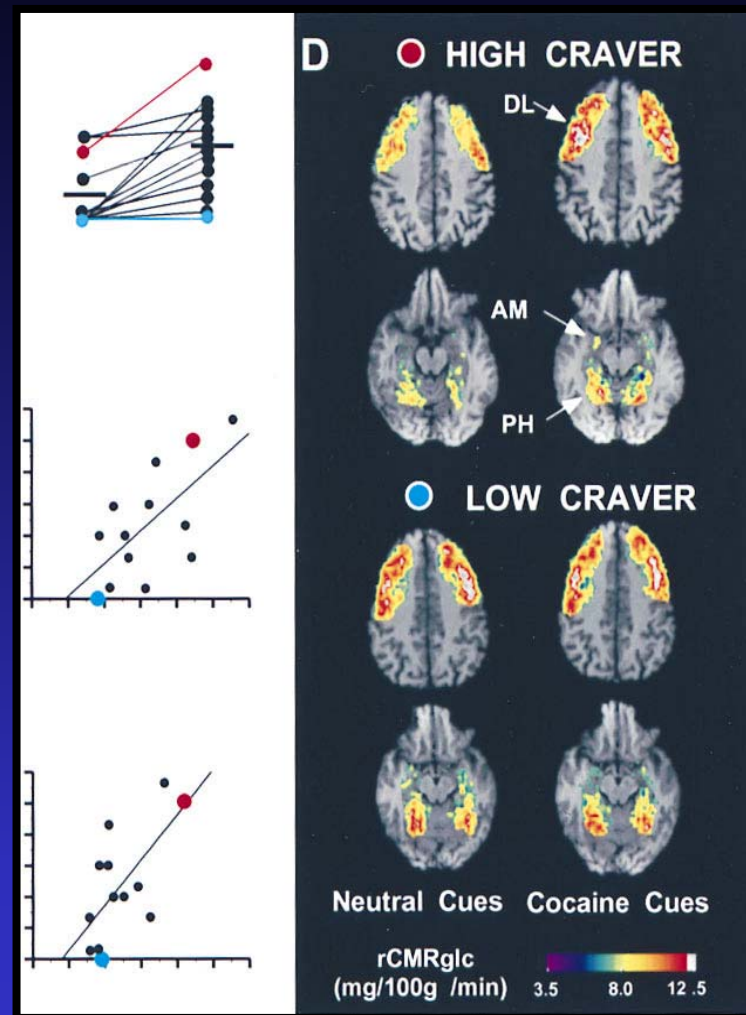 D
HIGH CRAVER
DL
AM
PH
LOW CRAVER
Neutral Cues Cocaine Cues
rCMRglc
(mg/100g /min)
3.5 8.0 12.5